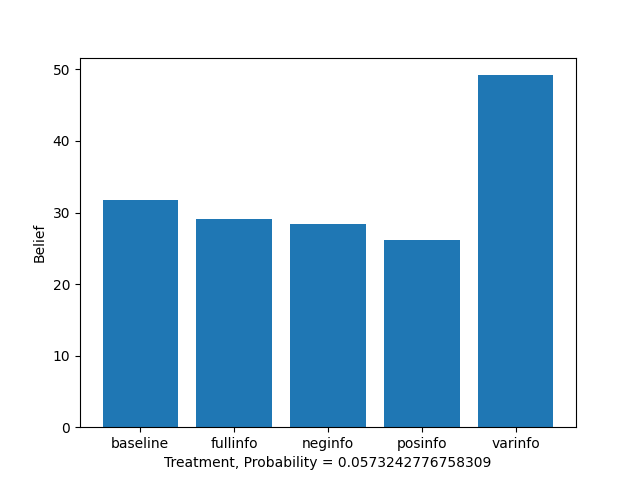 50
40
30
20
10
0
Belief
baseline fullinfo neginfo posinfo varinfo
Treatment, Probability = 0.0573242776758309